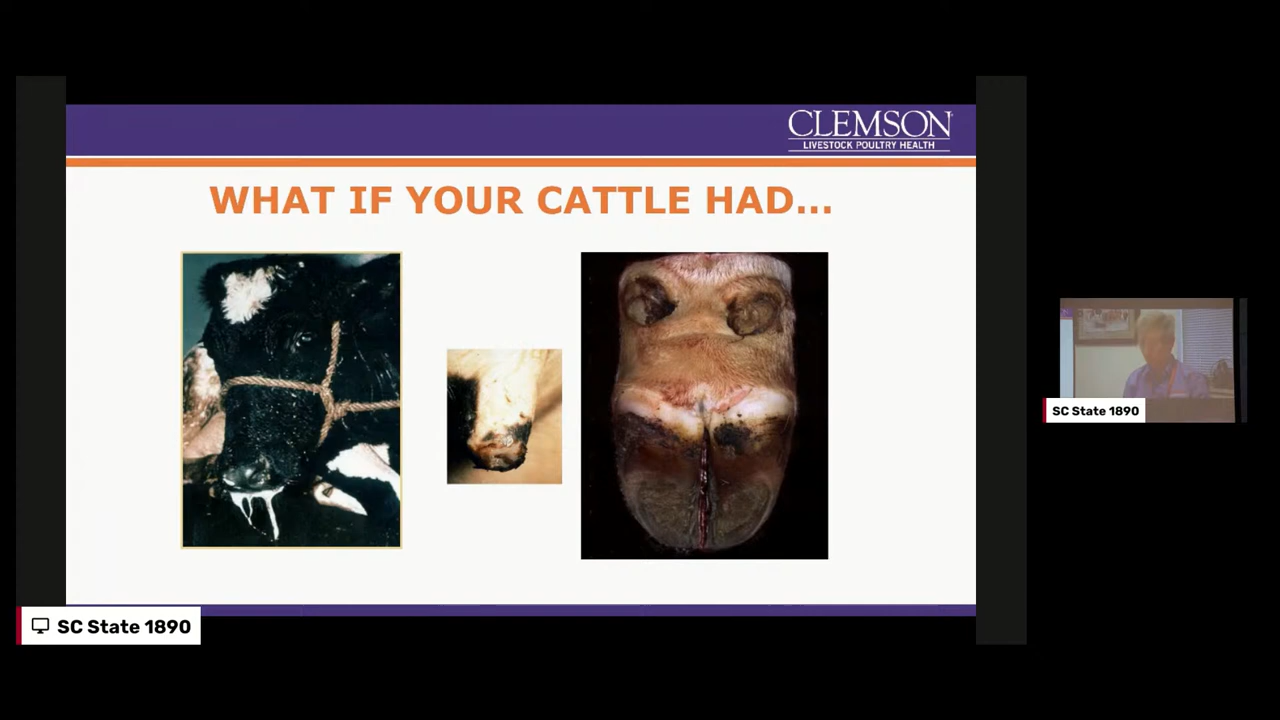 CLEMSON
LIVESTOCK POULTRY HEALTH
WHAT IF YOUR CATTLE HAD...
SC State 1890
SC State 1890